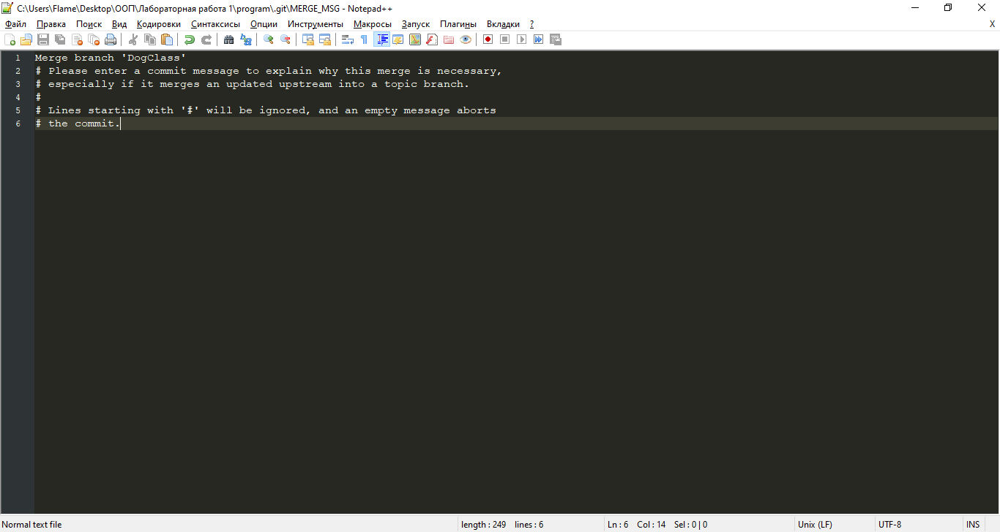 C:\Users\Flame\Desktop\ООП\Лабораторная работа 1\program\.git\MERGE_MSG - Notepad++
Файл Правка Поиск Вид Кодировки Синтаксисы Опции Инструменты Макросы Запуск Плагины Вкладки ? X
1 Merge branch 'DogClass'
2 # Please enter a commit message to explain why this merge is necessary,
3 # especially if it merges an updated upstream into a topic branch.
4 #
5 # Lines starting with '#' will be ignored, and an empty message aborts
6 # the commit.
Normal text file length : 249 lines : 6 Ln : 6 Col : 14 Sel : 0 | 0 Unix (LF) UTF-8 INS